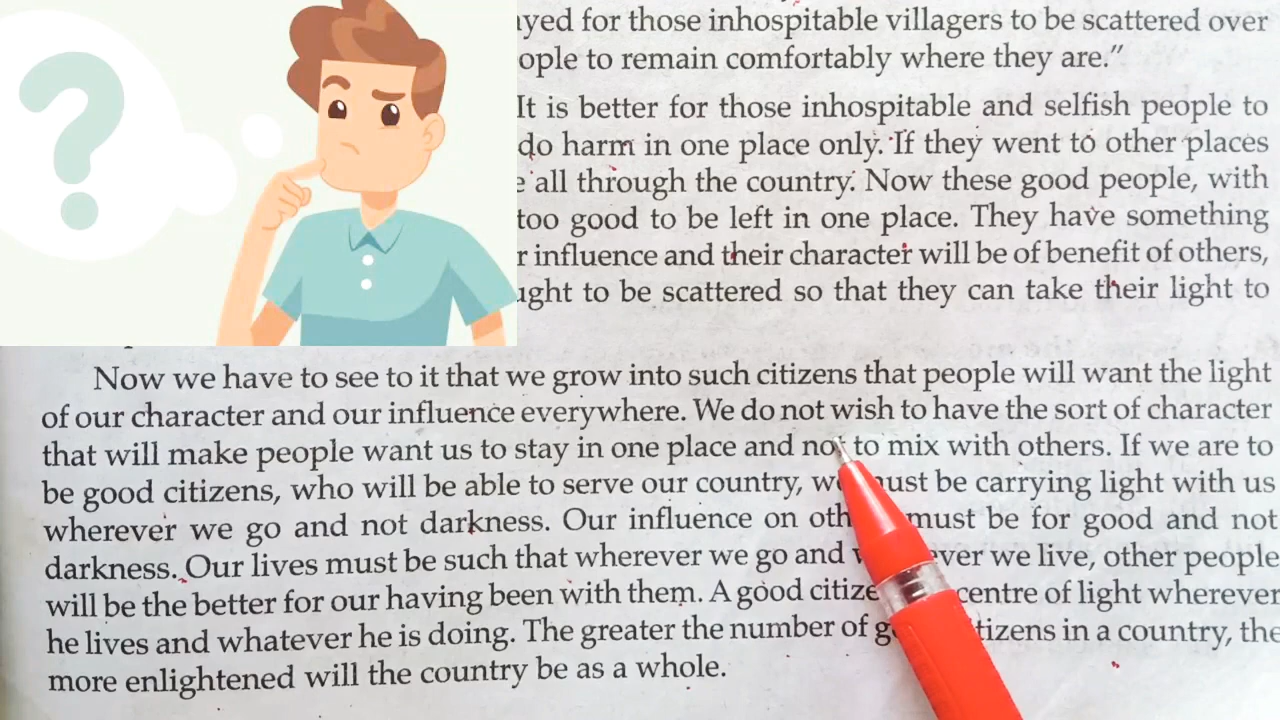 for those inhospitable villagers to be scattered over
to remain comfortably where they are.”
It is better for those inhospitable and selfish people to
do harm in one place only. If they went to other places
all through the country. Now these good people, with
too good to be left in one place. They have something
influence and their character will be of benefit of others,
to be scattered so that they can take their light to
Now we have to see to it that we grow into such citizens that people will want the light
of our character and our influence everywhere. We do not wish to have the sort of character
that will make people want us to stay in one place and not to mix with others. If we are to
be good citizens, who will be able to serve our country, must be carrying light with us
wherever we go and not darkness. Our influence on must be for good and not
darkness. Our lives must be such that wherever we go and we live, other people
will be the better for our having been with them. A good centre of light wherever
he lives and whatever he is doing. The greater the number of in a country, the
more enlightened will the country be as a whole.